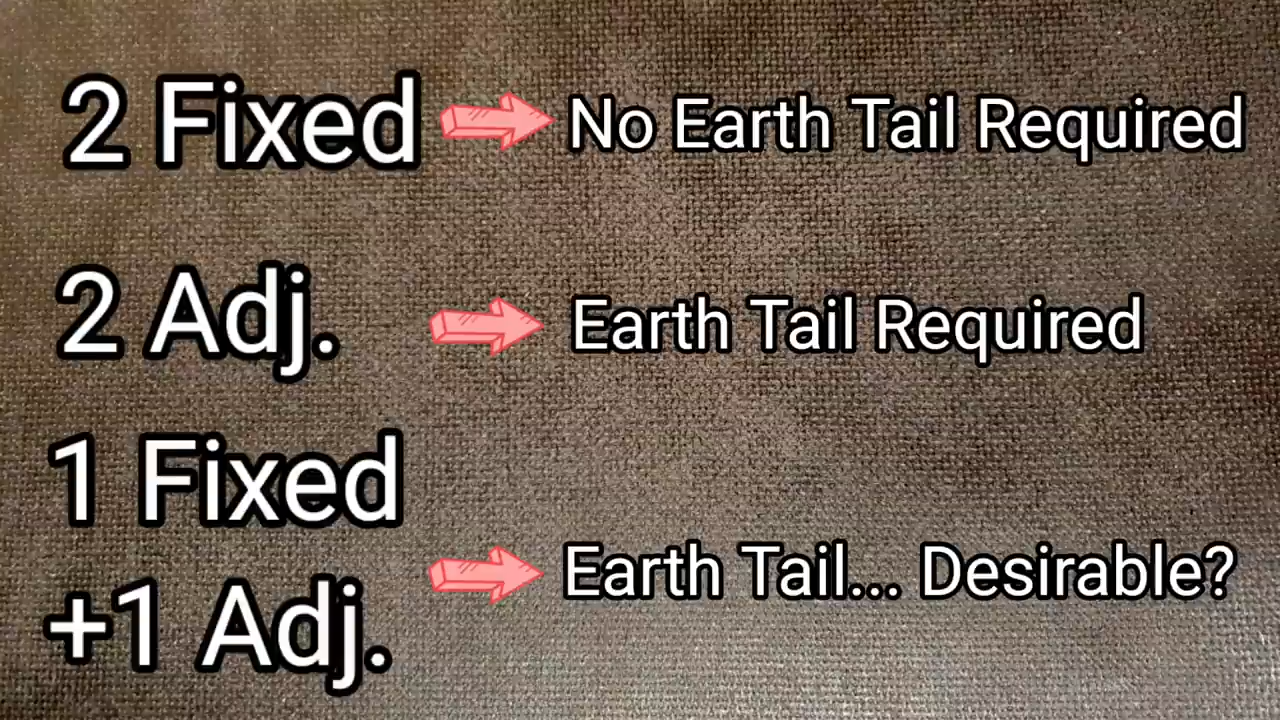 2 Fixed No Earth Tail Required
2 Adj. Earth Tail Required
1 Fixed
+1 Adj. Earth Tail... Desirable?